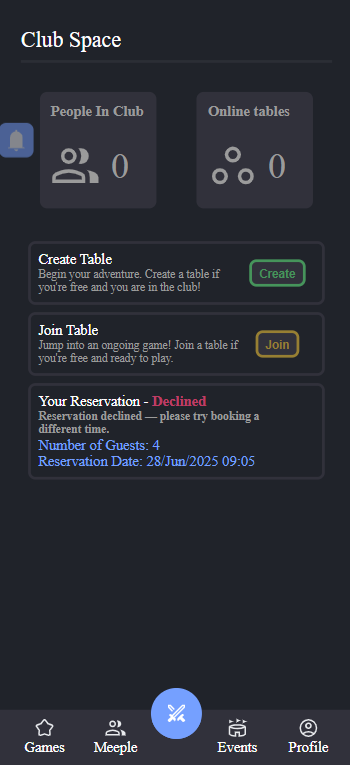 Club Space
People In Club
0
Online tables
0
Create Table
Begin your adventure. Create a table if
you're free and you are in the club!
Create
Join Table
Jump into an ongoing game! Join a table if
you're free and ready to play.
Join
Your Reservation - Declined
Reservation declined — please try booking a
different time.
Number of Guests: 4
Reservation Date: 28/Jun/2025 09:05
Games
Meeple
Events
Profile